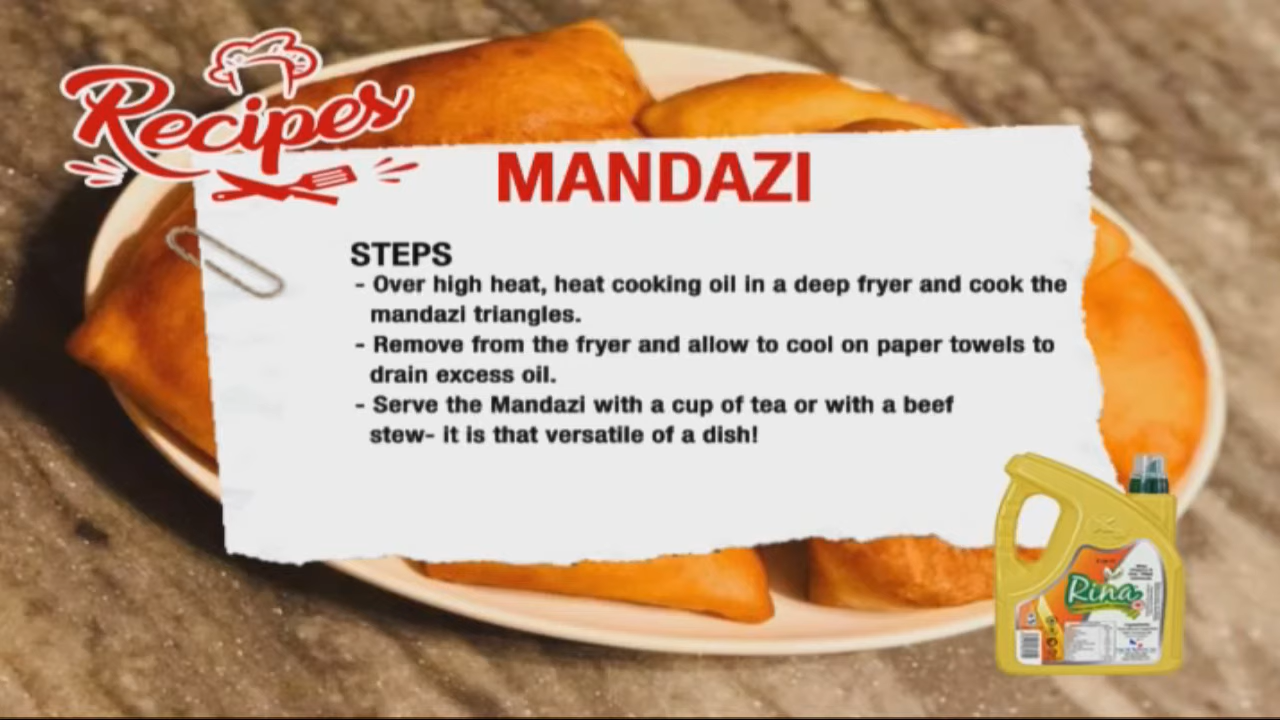 Recipes
MANDAZI
STEPS
- Over high heat, heat cooking oil in a deep fryer and cook the
mandazi triangles.
- Remove from the fryer and allow to cool on paper towels to
drain excess oil.
- Serve the Mandazi with a cup of tea or with a beef
stew- it is that versatile of a dish!
Rina